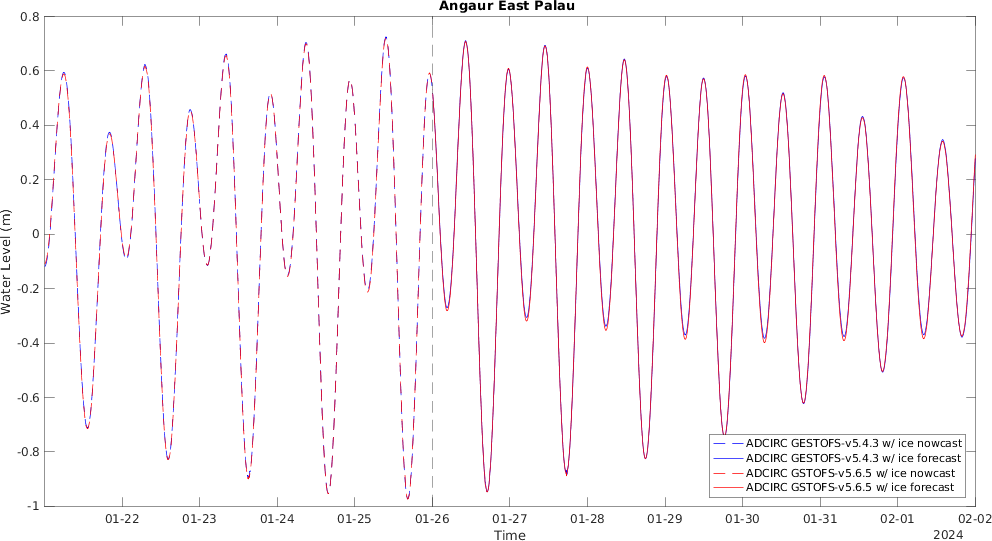 Angaur East Palau
0.8
0.6
0.4
0.2
0
-0.2
-0.4
-0.6
-0.8
-1
Water Level (m)
ADCIRC GESTOFS-v5.4.3 w/ ice nowcast
ADCIRC GESTOFS-v5.4.3 w/ ice forecast
ADCIRC GSTOFS-v5.6.5 w/ ice nowcast
ADCIRC GSTOFS-v5.6.5 w/ ice forecast
01-22 01-23 01-24 01-25 01-26 01-27 01-28 01-29 01-30 01-31 02-01 02-02
Time
2024